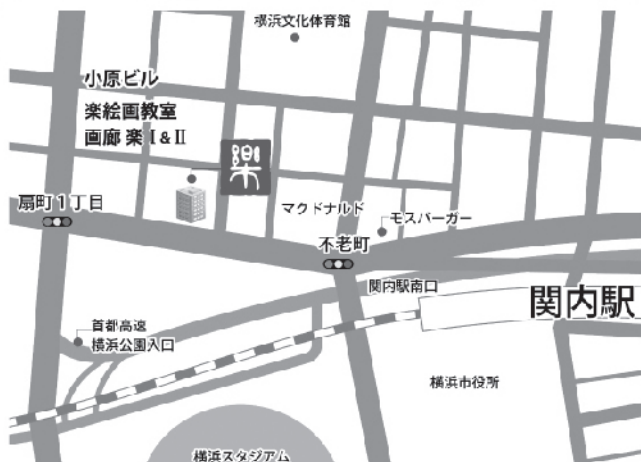 横浜文化体育館
小原ビル
楽絵画教室
画廊 楽 Ⅰ & Ⅱ
樂
扇町１丁目
マクドナルド
モスバーガー
不老町
関内駅南口
関内駅
首都高速
横浜公園入口
横浜市役所
横浜スタジアム